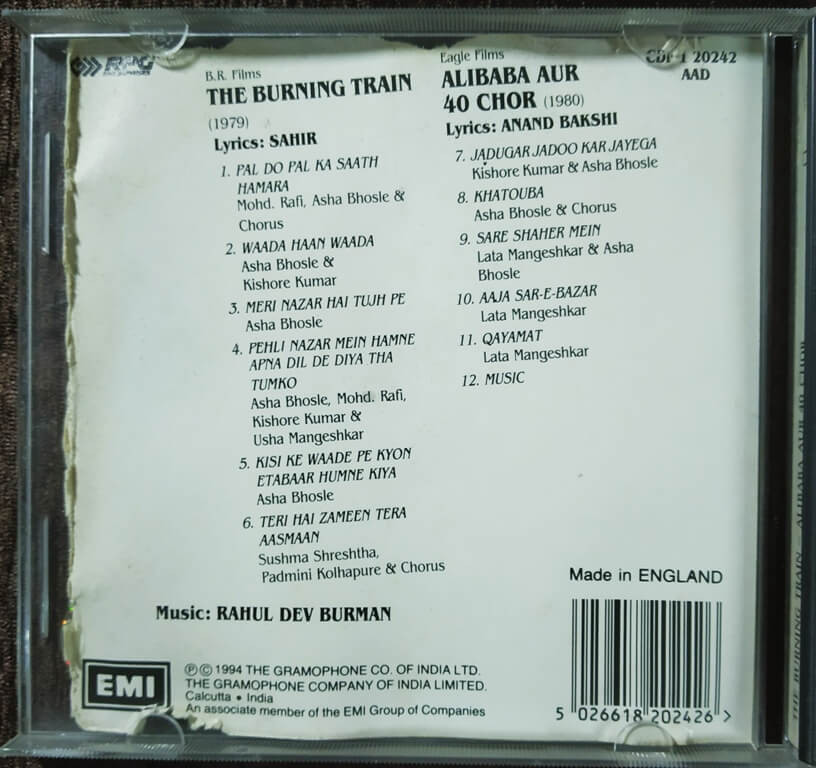 RPG
B.R. Films
THE BURNING TRAIN
(1979)
Lyrics: SAHIR
1. PAL DO PAL KA SAATH
HAMARA
Mohd. Rafi, Asha Bhosle &
Chorus
2. WAADA HAAN WAADA
Asha Bhosle &
Kishore Kumar
3. MERI NAZAR HAI TUJH PE
Asha Bhosle
4. PEHLI NAZAR MEIN HAMNE
APNA DIL DE DIYA THA
TUMKO
Asha Bhosle, Mohd. Rafi,
Kishore Kumar &
Usha Mangeshkar
5. KISI KE WAADE PE KYON
ETABAAR HUMNE KIYA
Asha Bhosle
6. TERI HAI ZAMEEN TERA
AASMAAN
Sushma Shreshtha,
Padmini Kolhapure & Chorus
Eagle Films
ALIBABA AUR
40 CHOR (1980)
Lyrics: ANAND BAKSHI
7. JADUGAR JADOO KAR JAYEGA
Kishore Kumar & Asha Bhosle
8. KHATOUBA
Asha Bhosle & Chorus
9. SARE SHAHER MEIN
Lata Mangeshkar & Asha
Bhosle
10. AAJA SAR-E-BAZAR
Lata Mangeshkar
11. QAYAMAT
Lata Mangeshkar
12. MUSIC
20242
AAD
Music: RAHUL DEV BURMAN
Made in ENGLAND
EMI
℗ © 1994 THE GRAMOPHONE CO. OF INDIA LTD.
THE GRAMOPHONE COMPANY OF INDIA LIMITED.
Calcutta • India
An associate member of the EMI Group of Companies
5 026618 202426 >
THE BURNING TRAIN - ALIBABA AUR 40 CHOR